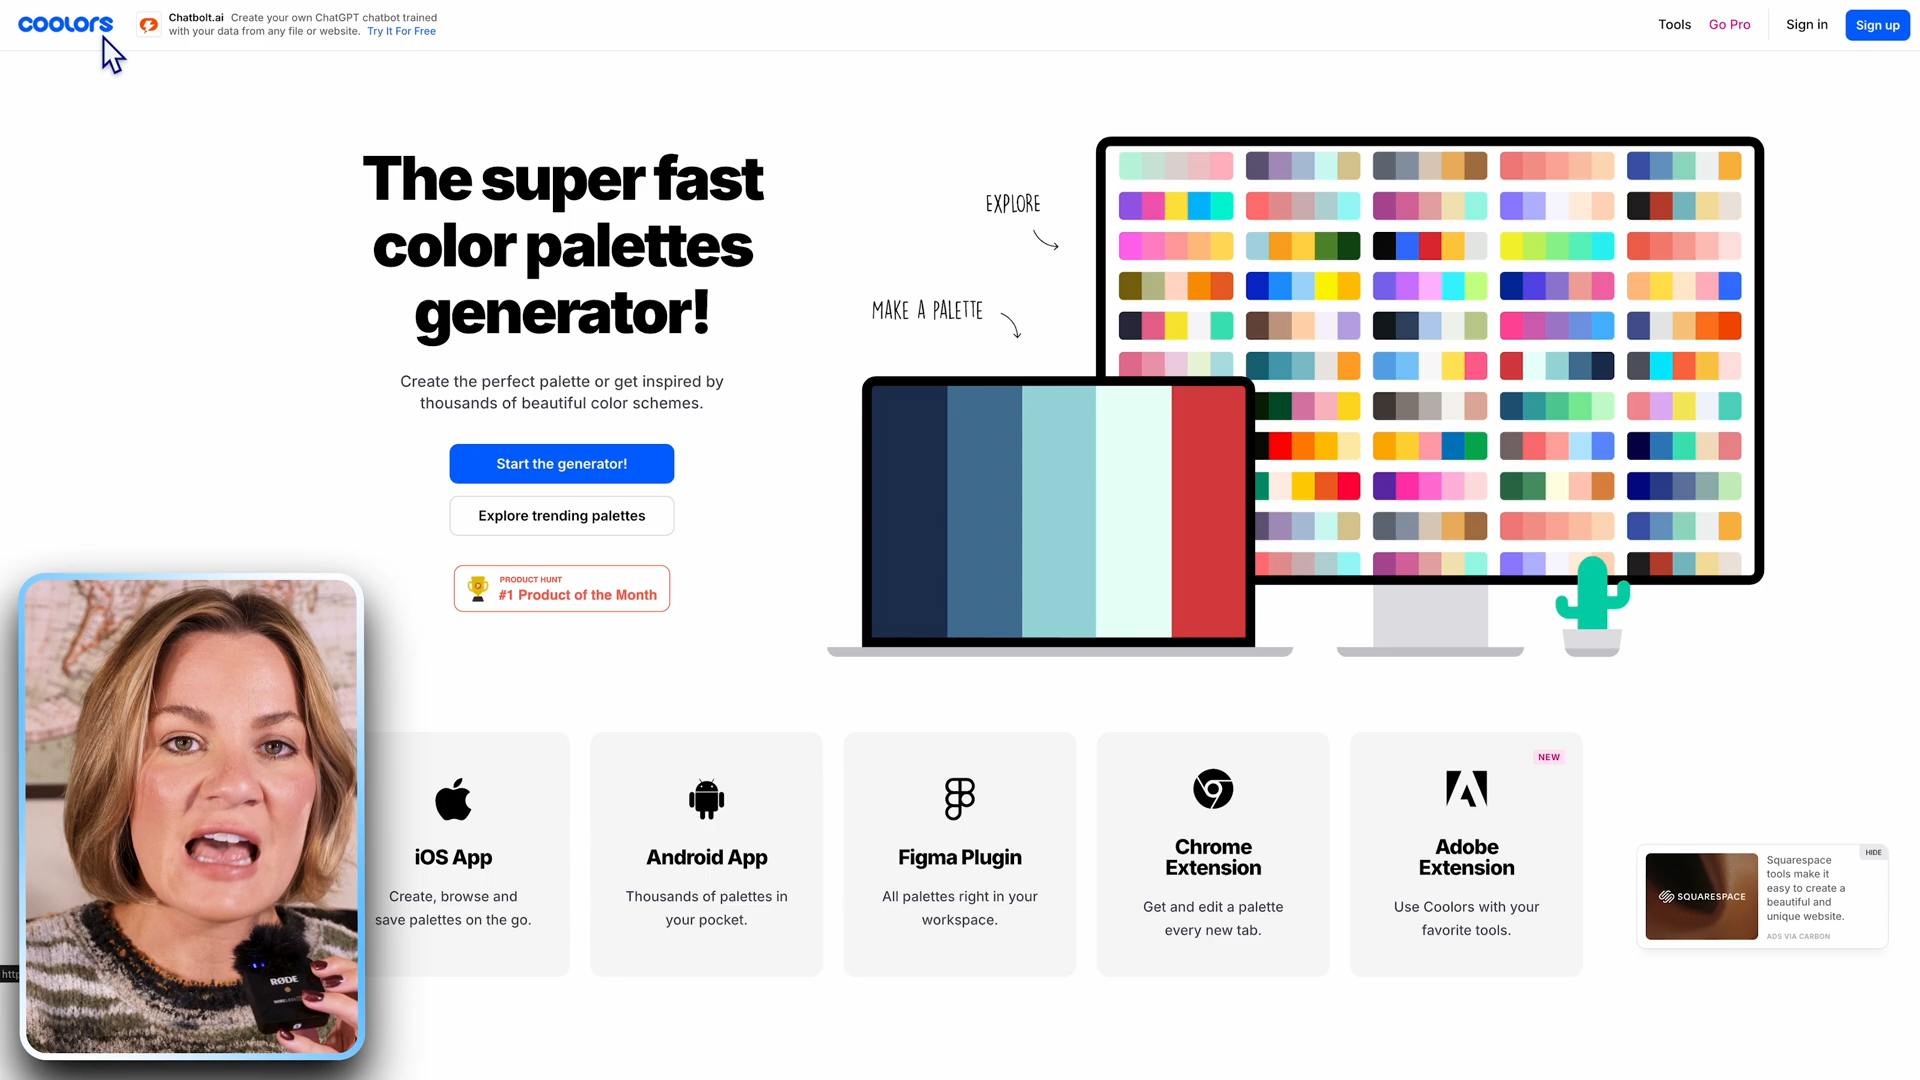 coolors
Chatbolt.ai Create your own ChatGPT chatbot trained
with your data from any file or website. Try It For Free
Tools
Go Pro
Sign in
Sign up
The super fast
color palettes
generator!
Create the perfect palette or get inspired by
thousands of beautiful color schemes.
Start the generator!
Explore trending palettes
PRODUCT HUNT
#1 Product of the Month
EXPLORE
MAKE A PALETTE
iOS App
Create, browse and
save palettes on the go.
Android App
Thousands of palettes in
your pocket.
Figma Plugin
All palettes right in your
workspace.
Chrome
Extension
Get and edit a palette
every new tab.
NEW
Adobe
Extension
Use Coolors with your
favorite tools.
HIDE
SQUARESPACE
Squarespace
tools make it
easy to create a
beautiful and
unique website.
ADS VIA CARBON
http
RØDE